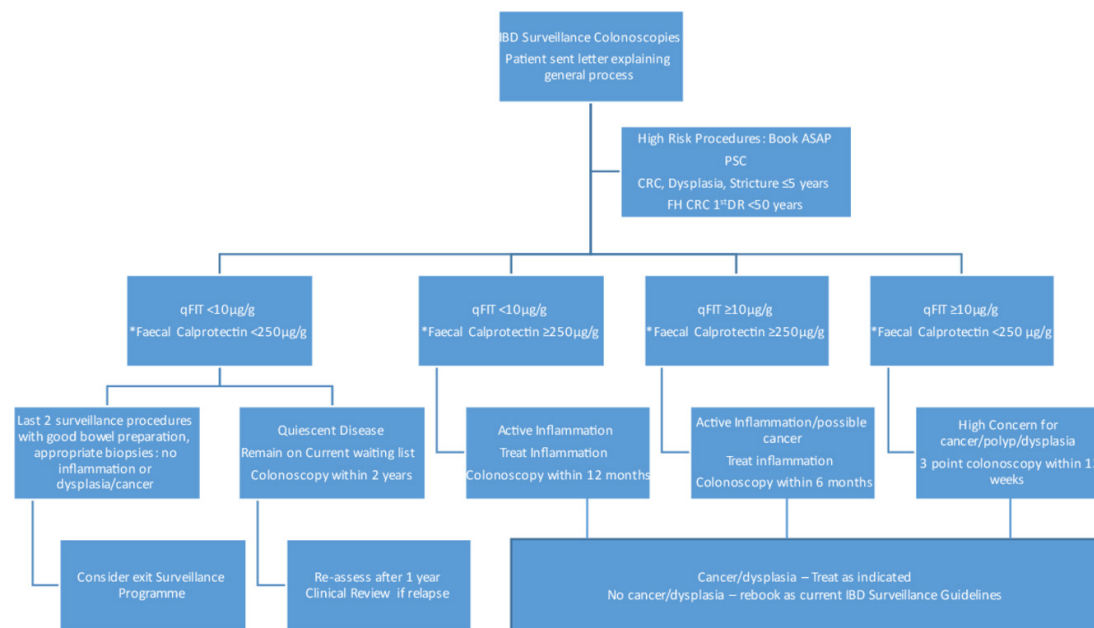 IBD Surveillance Colonoscopies
Patient sent letter explaining
general process
High Risk Procedures: Book ASAP
PSC
CRC, Dysplasia, Stricture ≤5 years
FH CRC 1stDR <50 years
qFIT <10µg/g
*Faecal Calprotectin <250µg/g
qFIT <10µg/g
*Faecal Calprotectin ≥250µg/g
qFIT ≥10µg/g
*Faecal Calprotectin ≥250µg/g
qFIT ≥10µg/g
*Faecal Calprotectin <250 µg/g
Last 2 surveillance procedures
with good bowel preparation,
appropriate biopsies: no
inflammation or
dysplasia/cancer
Quiescent Disease
Remain on Current waiting list
Colonoscopy within 2 years
Active Inflammation
Treat Inflammation
Colonoscopy within 12 months
Active Inflammation/possible
cancer
Treat inflammation
Colonoscopy within 6 months
High Concern for
cancer/polyp/dysplasia
3 point colonoscopy within
weeks
Consider exit Surveillance
Programme
Re-assess after 1 year
Clinical Review if relapse
Cancer/dysplasia – Treat as indicated
No cancer/dysplasia – rebook as current IBD Surveillance Guidelines